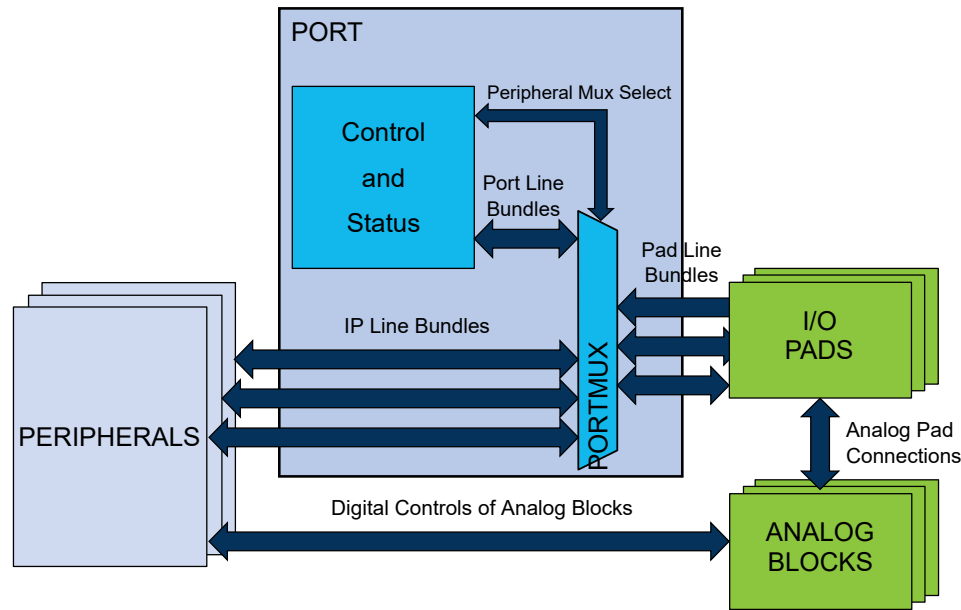 PORT
Peripheral Mux Select
Control
and
Status
Port Line
Bundles
Pad Line
Bundles
IP Line Bundles
PORTMUX
I/O
PADS
PERIPHERALS
Analog Pad
Connections
Digital Controls of Analog Blocks
ANALOG
BLOCKS